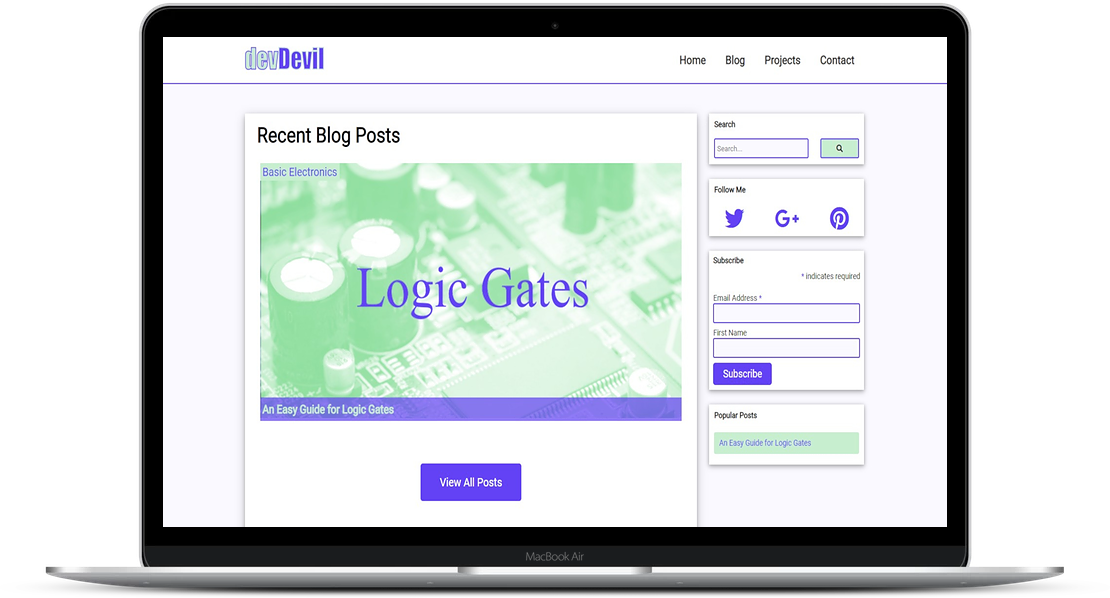 devDevil
Home Blog Projects Contact
Recent Blog Posts
Basic Electronics
Logic Gates
An Easy Guide for Logic Gates
View All Posts
Search
Search...
Follow Me
G+
Subscribe
* indicates required
Email Address *
First Name
Subscribe
Popular Posts
An Easy Guide for Logic Gates
MacBook Air